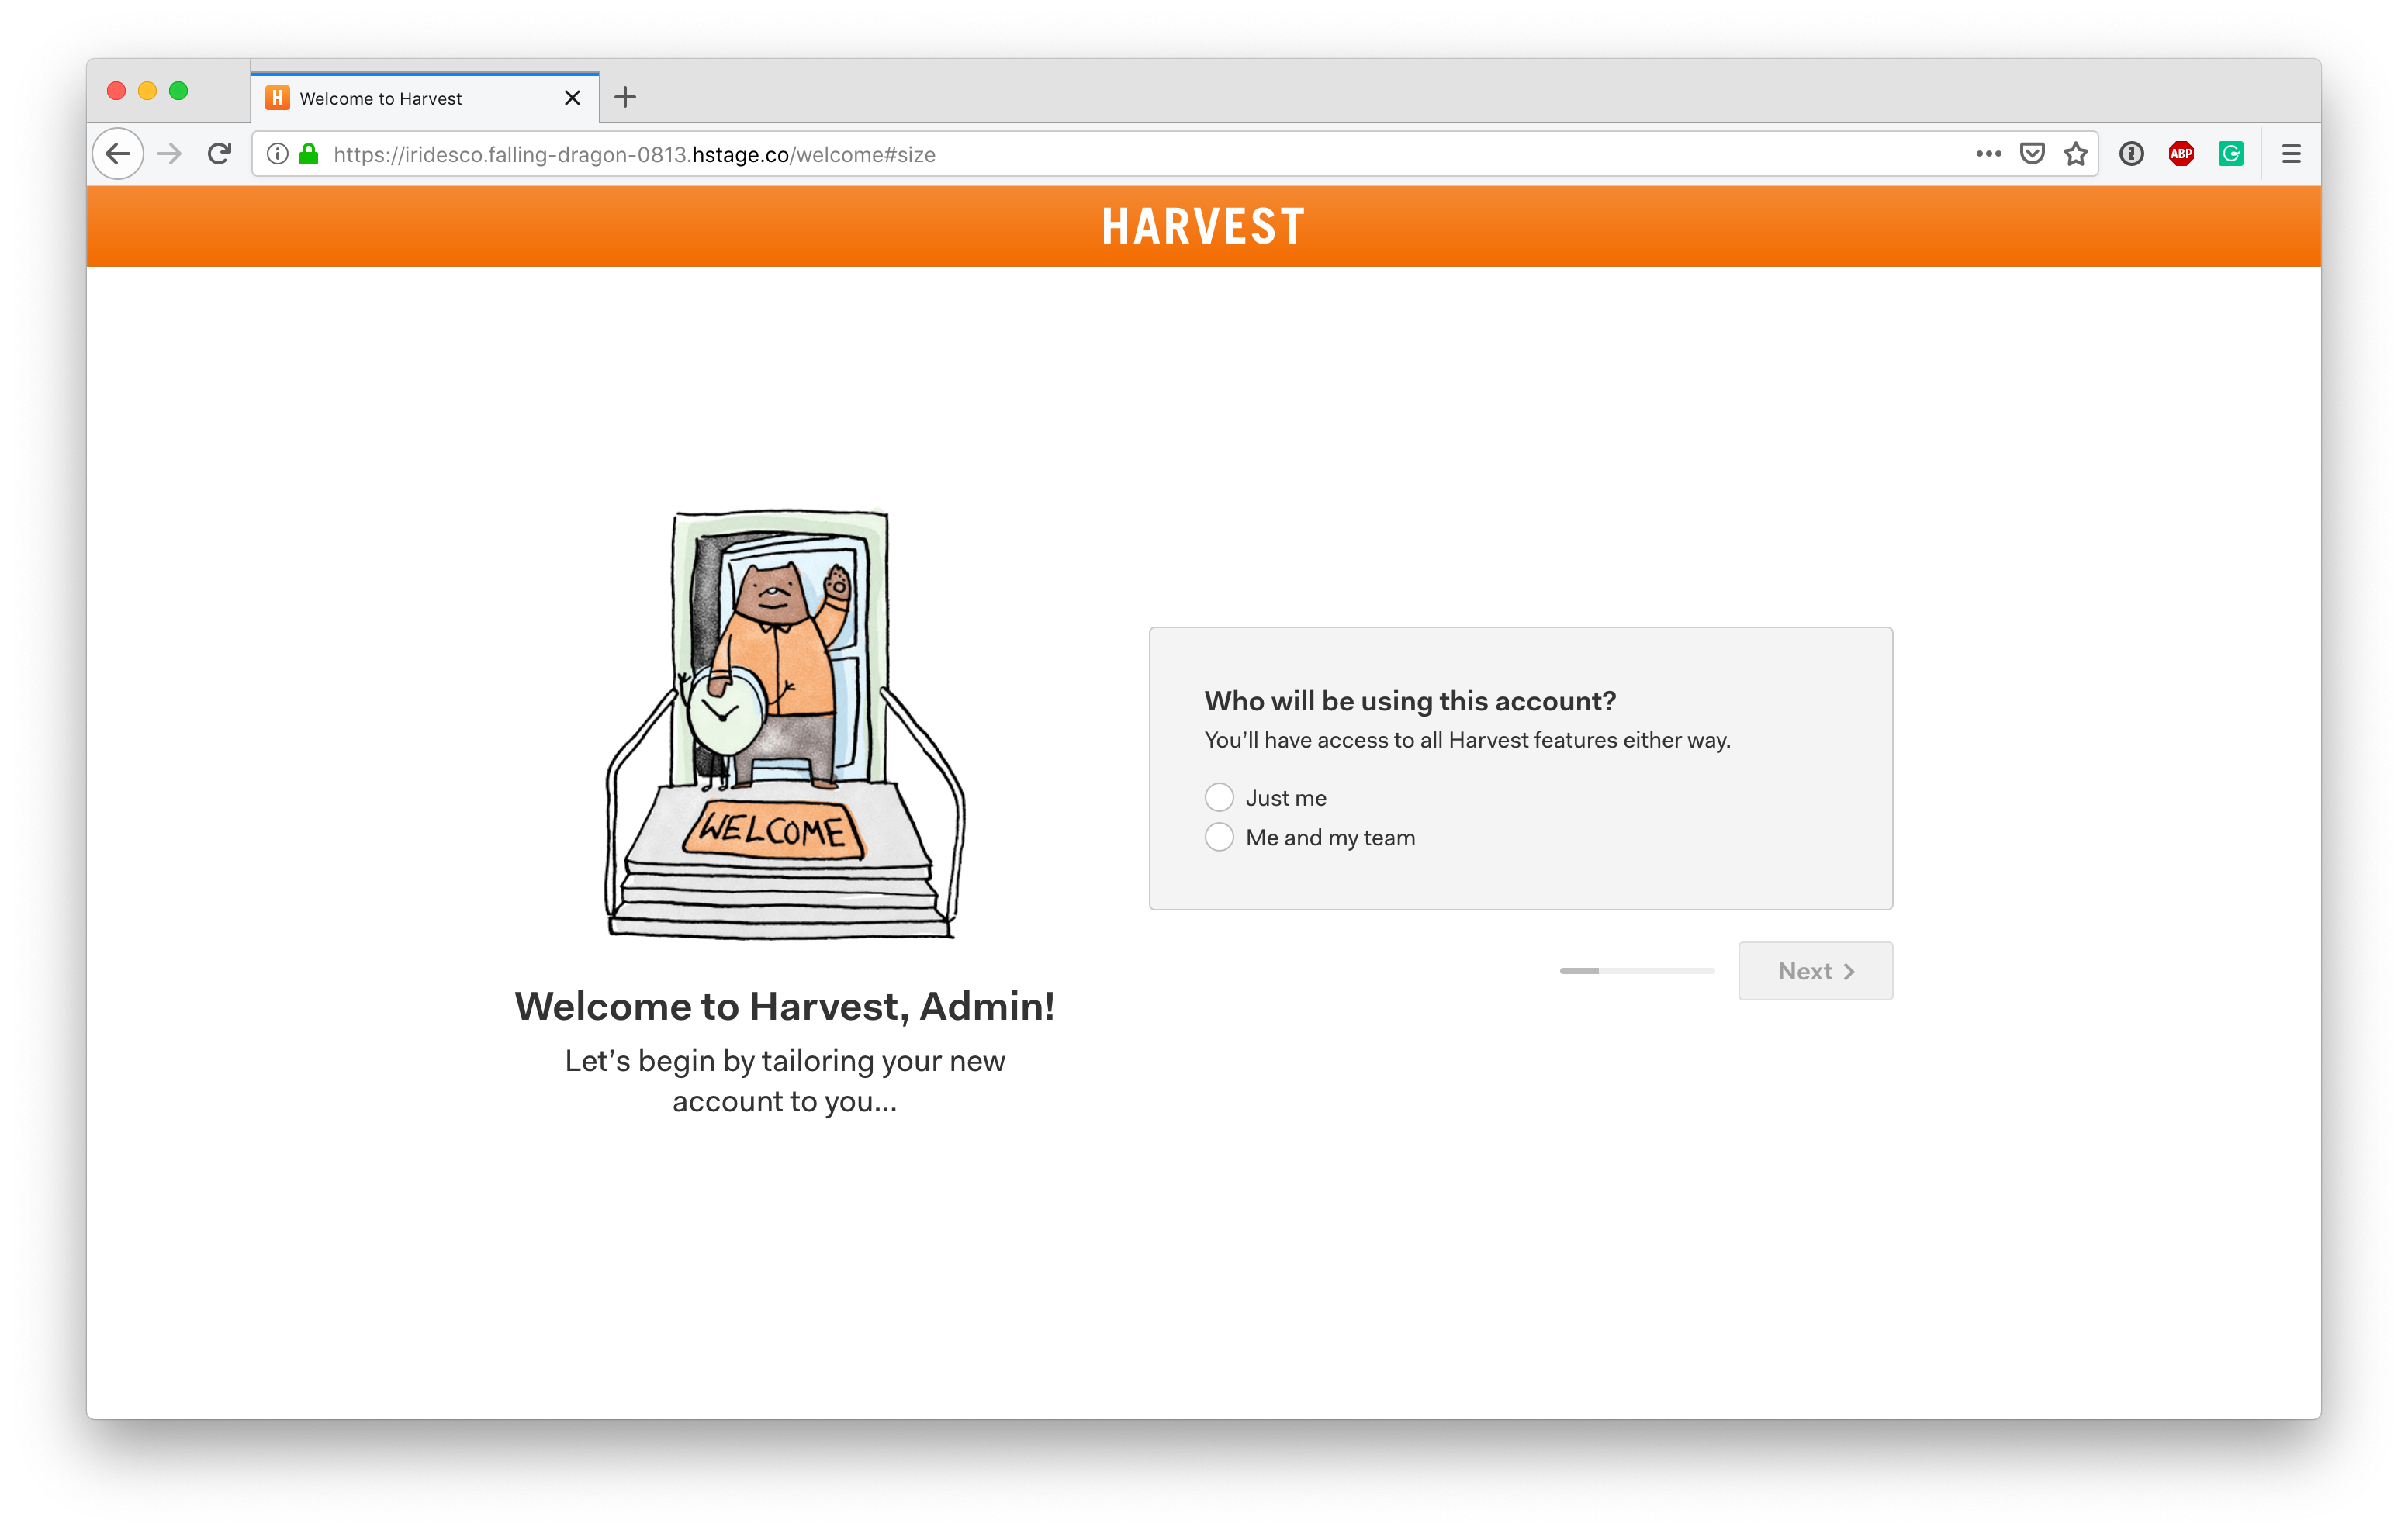 Welcome to Harvest
https://iridesco.falling-dragon-0813.hstage.co/welcome#size
ABP
HARVEST
WELCOME
Welcome to Harvest, Admin!
Let’s begin by tailoring your new
account to you...
Who will be using this account?
You’ll have access to all Harvest features either way.
Just me
Me and my team
Next